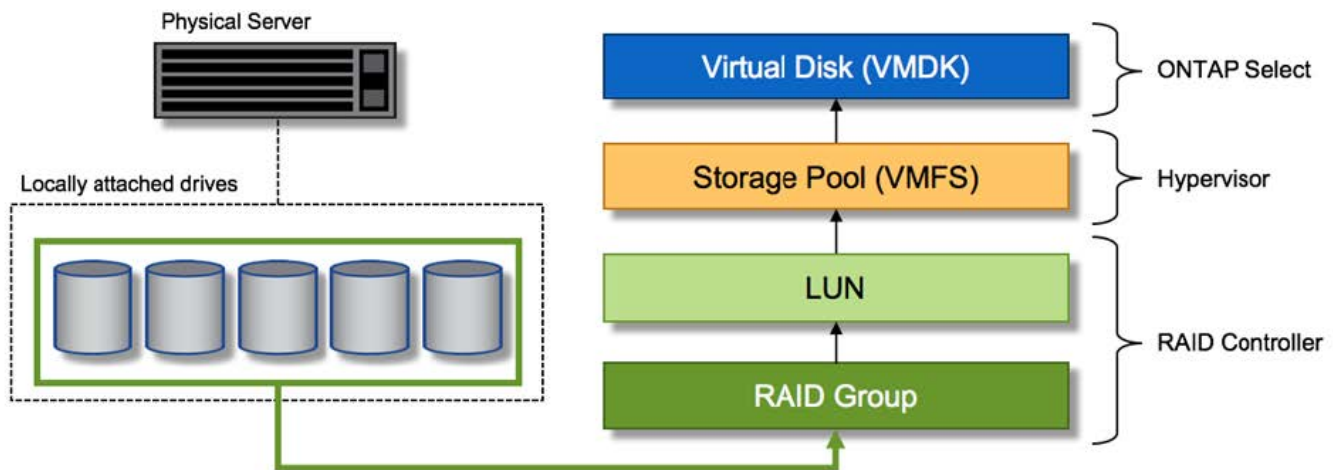 Physical Server
Locally attached drives
Virtual Disk (VMDK)
ONTAP Select
Storage Pool (VMFS)
Hypervisor
LUN
RAID Controller
RAID Group